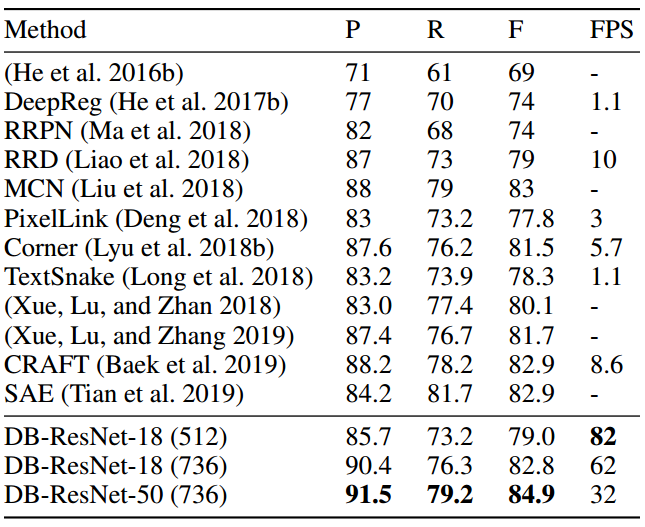 Method P R F FPS
(He et al. 2016b) 71 61 69 -
DeepReg (He et al. 2017b) 77 70 74 1.1
RRPN (Ma et al. 2018) 82 68 74 -
RRD (Liao et al. 2018) 87 73 79 10
MCN (Liu et al. 2018) 88 79 83 -
PixelLink (Deng et al. 2018) 83 73.2 77.8 3
Corner (Lyu et al. 2018b) 87.6 76.2 81.5 5.7
TextSnake (Long et al. 2018) 83.2 73.9 78.3 1.1
(Xue, Lu, and Zhan 2018) 83.0 77.4 80.1 -
(Xue, Lu, and Zhang 2019) 87.4 76.7 81.7 -
CRAFT (Baek et al. 2019) 88.2 78.2 82.9 8.6
SAE (Tian et al. 2019) 84.2 81.7 82.9 -
DB-ResNet-18 (512) 85.7 73.2 79.0 82
DB-ResNet-18 (736) 90.4 76.3 82.8 62
DB-ResNet-50 (736) 91.5 79.2 84.9 32